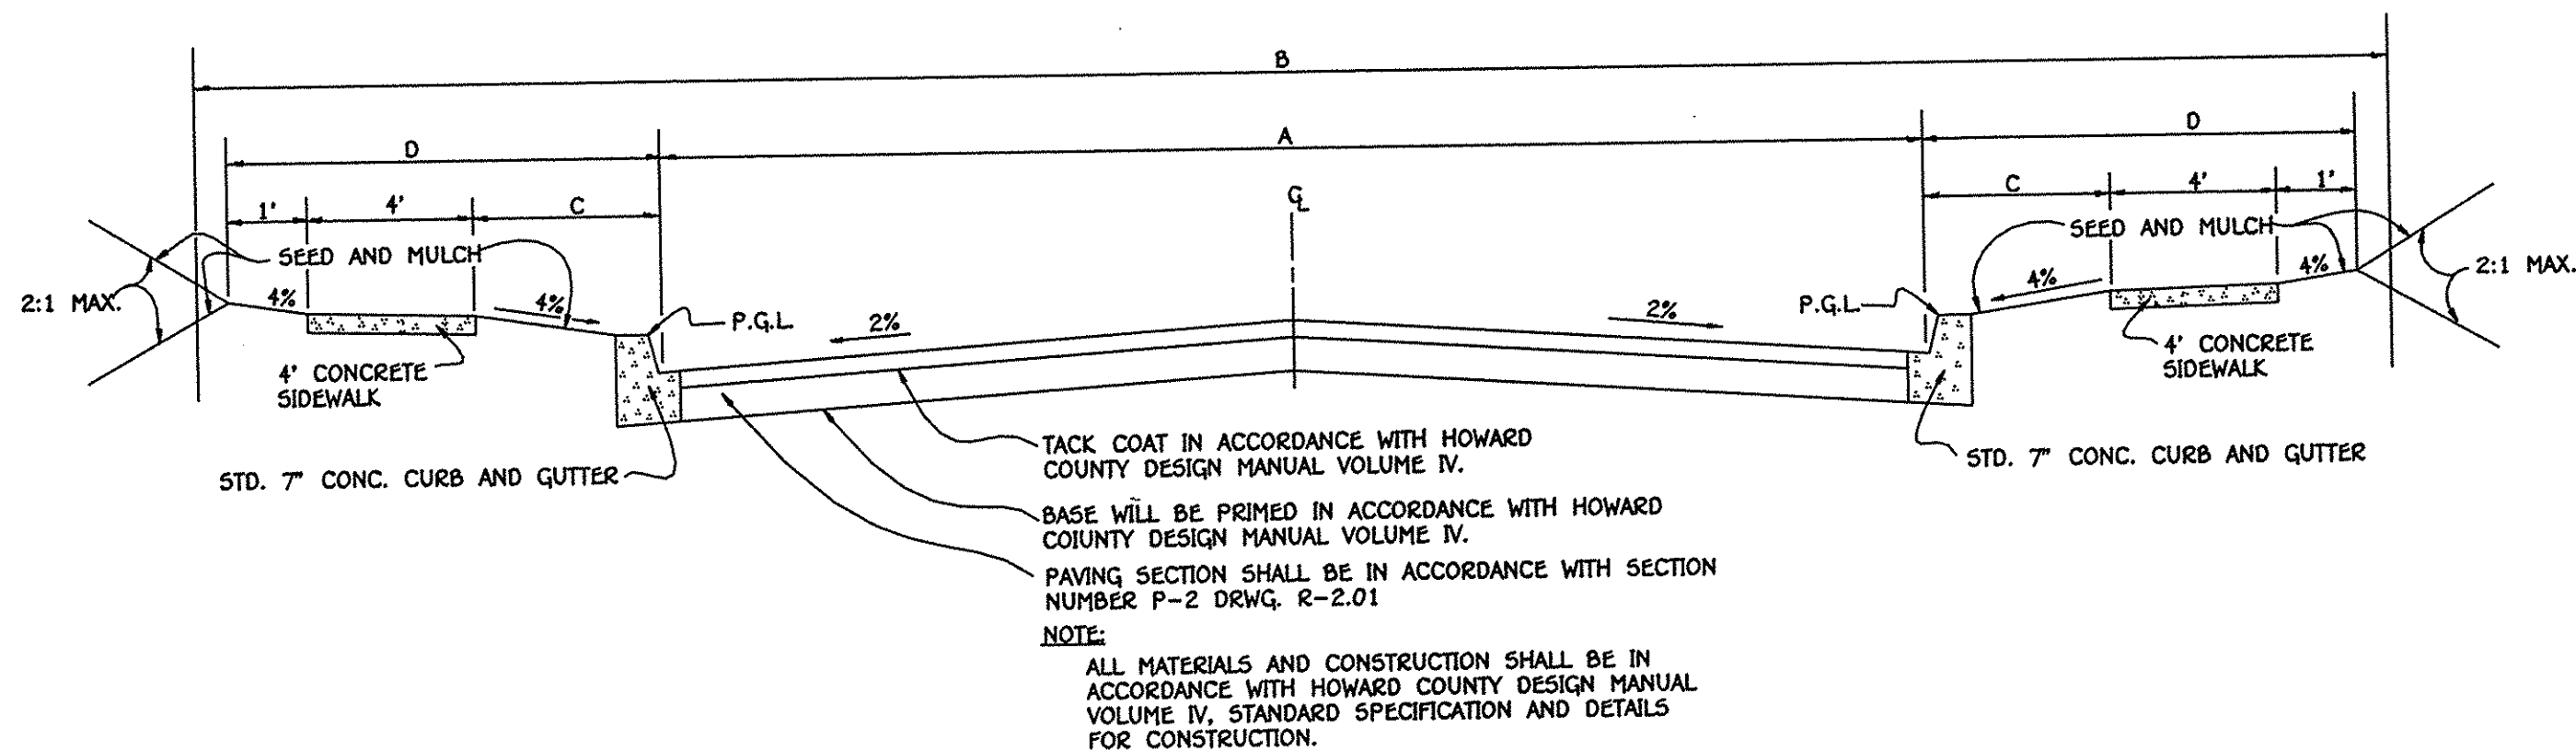 B
A
D
D
1'
4'
C
C
4'
1'
℄
SEED AND MULCH
SEED AND MULCH
2:1 MAX.
2:1 MAX.
4%
4%
4%
4%
P.G.L.
P.G.L.
2%
2%
4' CONCRETE
SIDEWALK
4' CONCRETE
SIDEWALK
STD. 7" CONC. CURB AND GUTTER
STD. 7" CONC. CURB AND GUTTER
TACK COAT IN ACCORDANCE WITH HOWARD
COUNTY DESIGN MANUAL VOLUME IV.
BASE WILL BE PRIMED IN ACCORDANCE WITH HOWARD
COIUNTY DESIGN MANUAL VOLUME IV.
PAVING SECTION SHALL BE IN ACCORDANCE WITH SECTION
NUMBER P-2 DRWG. R-2.01
NOTE:
ALL MATERIALS AND CONSTRUCTION SHALL BE IN
ACCORDANCE WITH HOWARD COUNTY DESIGN MANUAL
VOLUME IV, STANDARD SPECIFICATION AND DETAILS
FOR CONSTRUCTION.